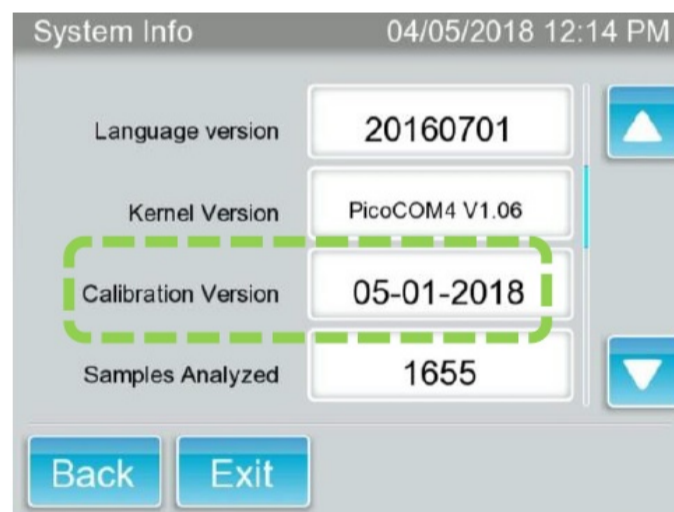 System Info 04/05/2018 12:14 PM
Language version 20160701
Kernel Version PicoCOM4 V1.06
Calibration Version 05-01-2018
Samples Analyzed 1655
Back Exit